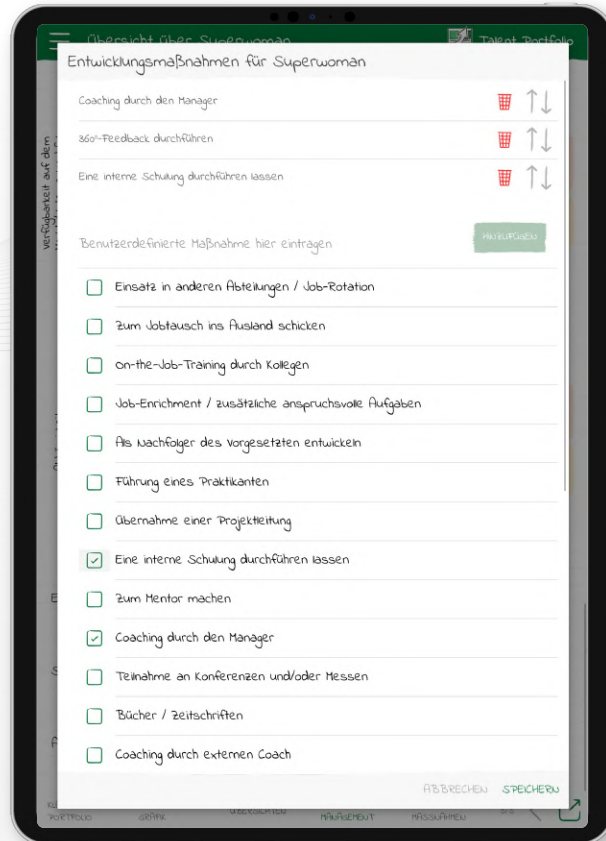 Übersicht über Superwoman
Talent Portfolio
Entwicklungsmaßnahmen für Superwoman
Coaching durch den Manager
360°-Feedback durchführen
Eine interne Schulung durchführen lassen
Verfügbarkeit auf dem
Benutzerdefinierte Maßnahme hier eintragen
HINZUFÜGEN
Einsatz in anderen Abteilungen / Job-Rotation
Zum Jobtausch ins Ausland schicken
On-the-Job-Training durch Kollegen
Job-Enrichment / zusätzliche anspruchsvolle Aufgaben
Als Nachfolger des Vorgesetzten entwickeln
Führung eines Praktikanten
Übernahme einer Projektleitung
Eine interne Schulung durchführen lassen
Zum Mentor machen
Coaching durch den Manager
Teilnahme an Konferenzen und/oder Messen
Bücher / Zeitschriften
Coaching durch externen Coach
ABBRECHEN SPEICHERN
PORTFOLIO GRAFIK ÜBERSICHTEN MANAGEMENT MASSNAHMEN